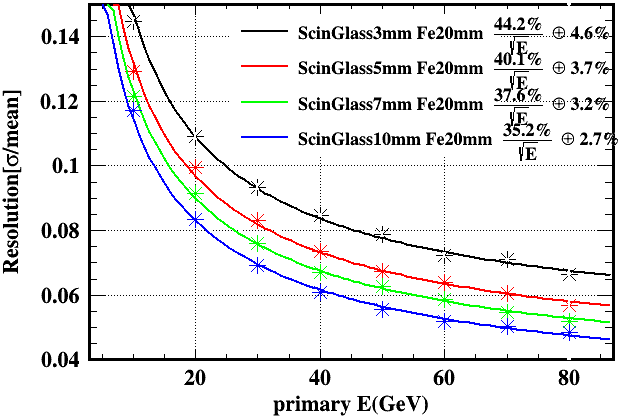 0.14
0.12
0.1
0.08
0.06
0.04
Resolution[σ/mean]
ScinGlass3mm Fe20mm 44.2%/√E ⊕ 4.6%
ScinGlass5mm Fe20mm 40.1%/√E ⊕ 3.7%
ScinGlass7mm Fe20mm 37.6%/√E ⊕ 3.2%
ScinGlass10mm Fe20mm 35.2%/√E ⊕ 2.7%
20 40 60 80
primary E(GeV)